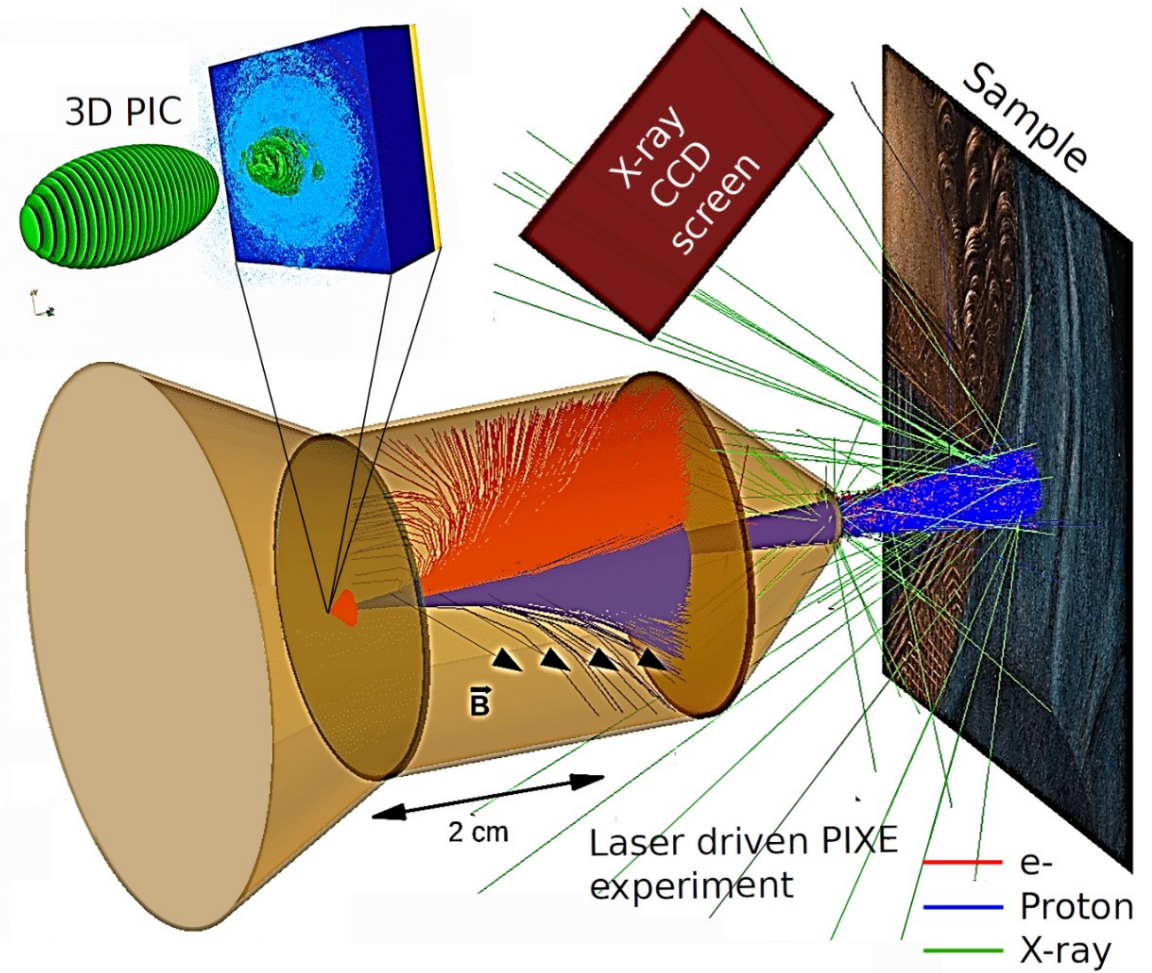 3D PIC
X-ray
CCD
screen
Sample
B
2 cm
Laser driven PIXE
experiment
e-
Proton
X-ray